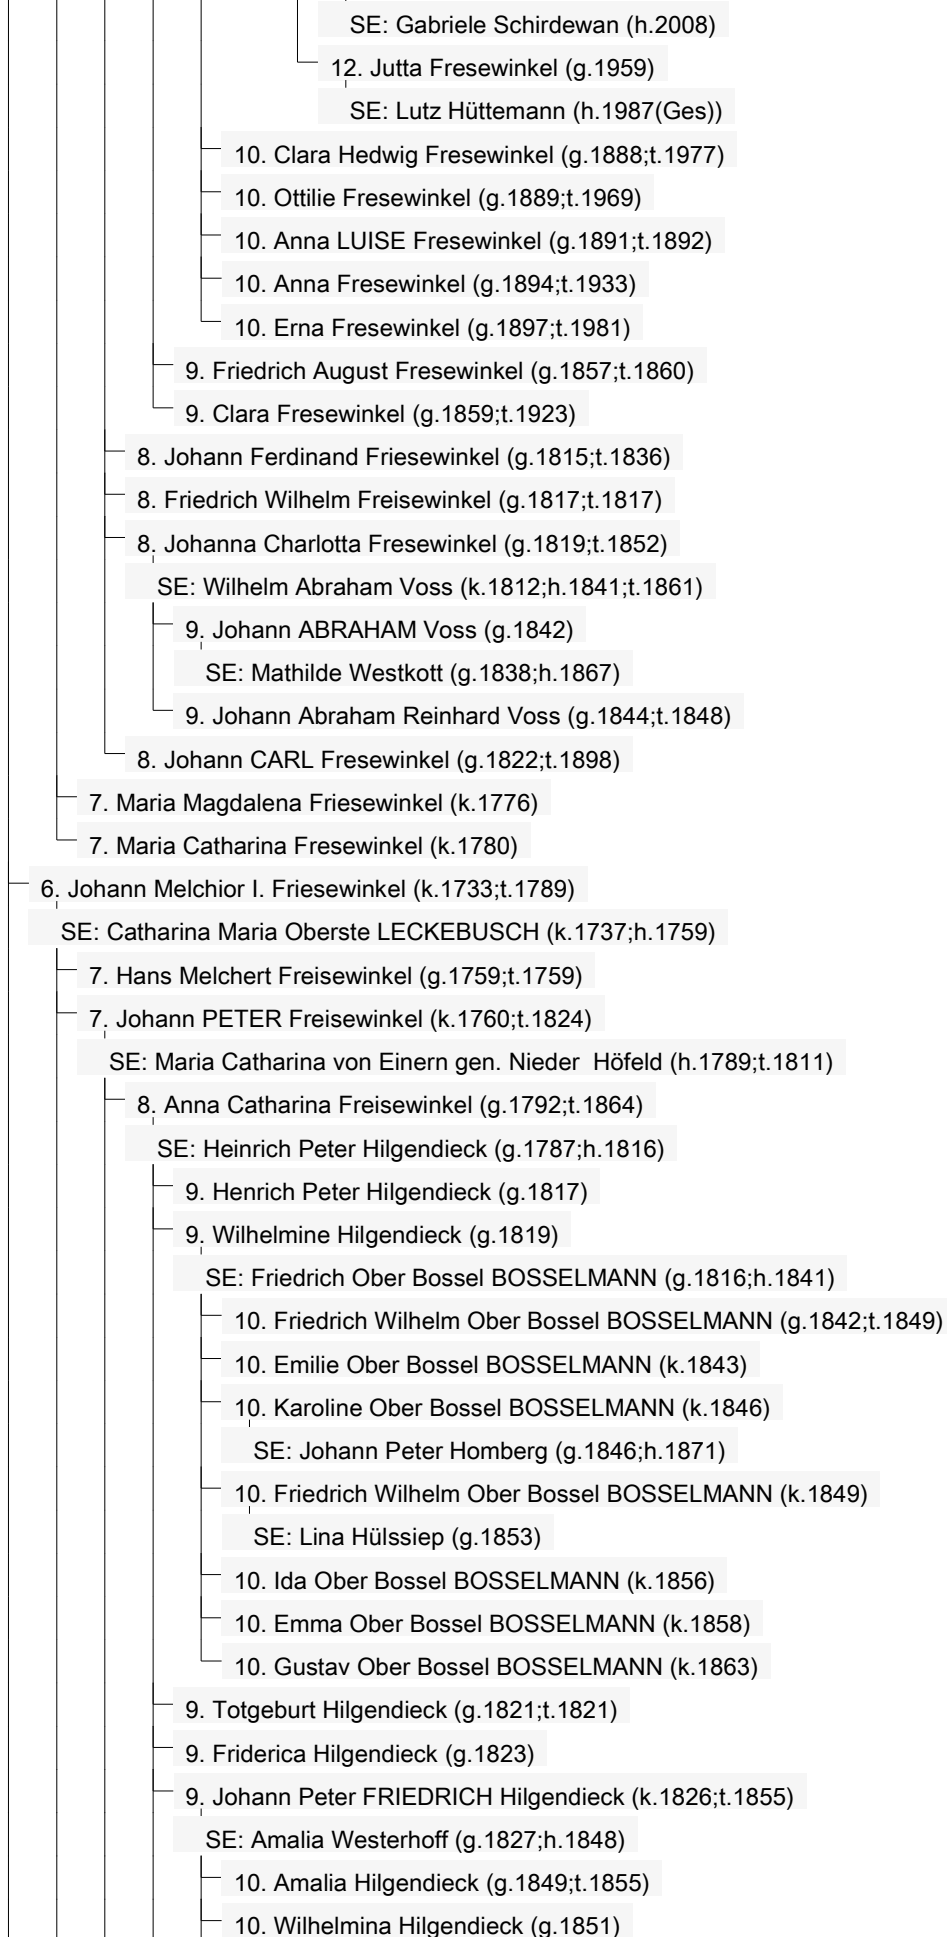 SE: Gabriele Schirdewan (h.2008)
12. Jutta Fresewinkel (g.1959)
SE: Lutz Hüttemann (h.1987(Ges))
10. Clara Hedwig Fresewinkel (g.1888;t.1977)
10. Ottilie Fresewinkel (g.1889;t.1969)
10. Anna LUISE Fresewinkel (g.1891;t.1892)
10. Anna Fresewinkel (g.1894;t.1933)
10. Erna Fresewinkel (g.1897;t.1981)
9. Friedrich August Fresewinkel (g.1857;t.1860)
9. Clara Fresewinkel (g.1859;t.1923)
8. Johann Ferdinand Friesewinkel (g.1815;t.1836)
8. Friedrich Wilhelm Freisewinkel (g.1817;t.1817)
8. Johanna Charlotta Fresewinkel (g.1819;t.1852)
SE: Wilhelm Abraham Voss (k.1812;h.1841;t.1861)
9. Johann ABRAHAM Voss (g.1842)
SE: Mathilde Westkott (g.1838;h.1867)
9. Johann Abraham Reinhard Voss (g.1844;t.1848)
8. Johann CARL Fresewinkel (g.1822;t.1898)
7. Maria Magdalena Friesewinkel (k.1776)
7. Maria Catharina Fresewinkel (k.1780)
6. Johann Melchior I. Friesewinkel (k.1733;t.1789)
SE: Catharina Maria Oberste LECKEBUSCH (k.1737;h.1759)
7. Hans Melchert Freisewinkel (g.1759;t.1759)
7. Johann PETER Freisewinkel (k.1760;t.1824)
SE: Maria Catharina von Einern gen. Nieder  Höfeld (h.1789;t.1811)
8. Anna Catharina Freisewinkel (g.1792;t.1864)
SE: Heinrich Peter Hilgendieck (g.1787;h.1816)
9. Henrich Peter Hilgendieck (g.1817)
9. Wilhelmine Hilgendieck (g.1819)
SE: Friedrich Ober Bossel BOSSELMANN (g.1816;h.1841)
10. Friedrich Wilhelm Ober Bossel BOSSELMANN (g.1842;t.1849)
10. Emilie Ober Bossel BOSSELMANN (k.1843)
10. Karoline Ober Bossel BOSSELMANN (k.1846)
SE: Johann Peter Homberg (g.1846;h.1871)
10. Friedrich Wilhelm Ober Bossel BOSSELMANN (k.1849)
SE: Lina Hülssiep (g.1853)
10. Ida Ober Bossel BOSSELMANN (k.1856)
10. Emma Ober Bossel BOSSELMANN (k.1858)
10. Gustav Ober Bossel BOSSELMANN (k.1863)
9. Totgeburt Hilgendieck (g.1821;t.1821)
9. Friderica Hilgendieck (g.1823)
9. Johann Peter FRIEDRICH Hilgendieck (k.1826;t.1855)
SE: Amalia Westerhoff (g.1827;h.1848)
10. Amalia Hilgendieck (g.1849;t.1855)
10. Wilhelmina Hilgendieck (g.1851)